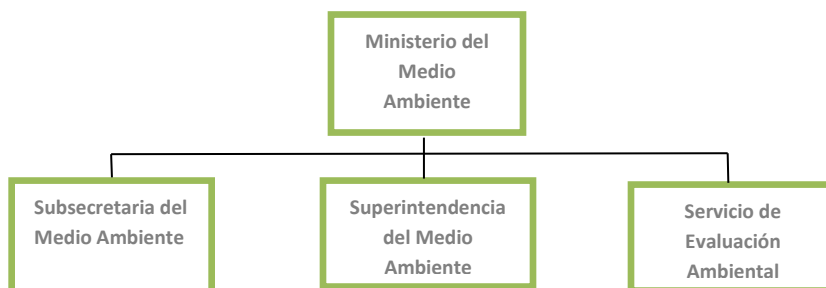 Ministerio del
Medio
Ambiente
Subsecretaria del
Medio Ambiente
Superintendencia
del Medio
Ambiente
Servicio de
Evaluación
Ambiental